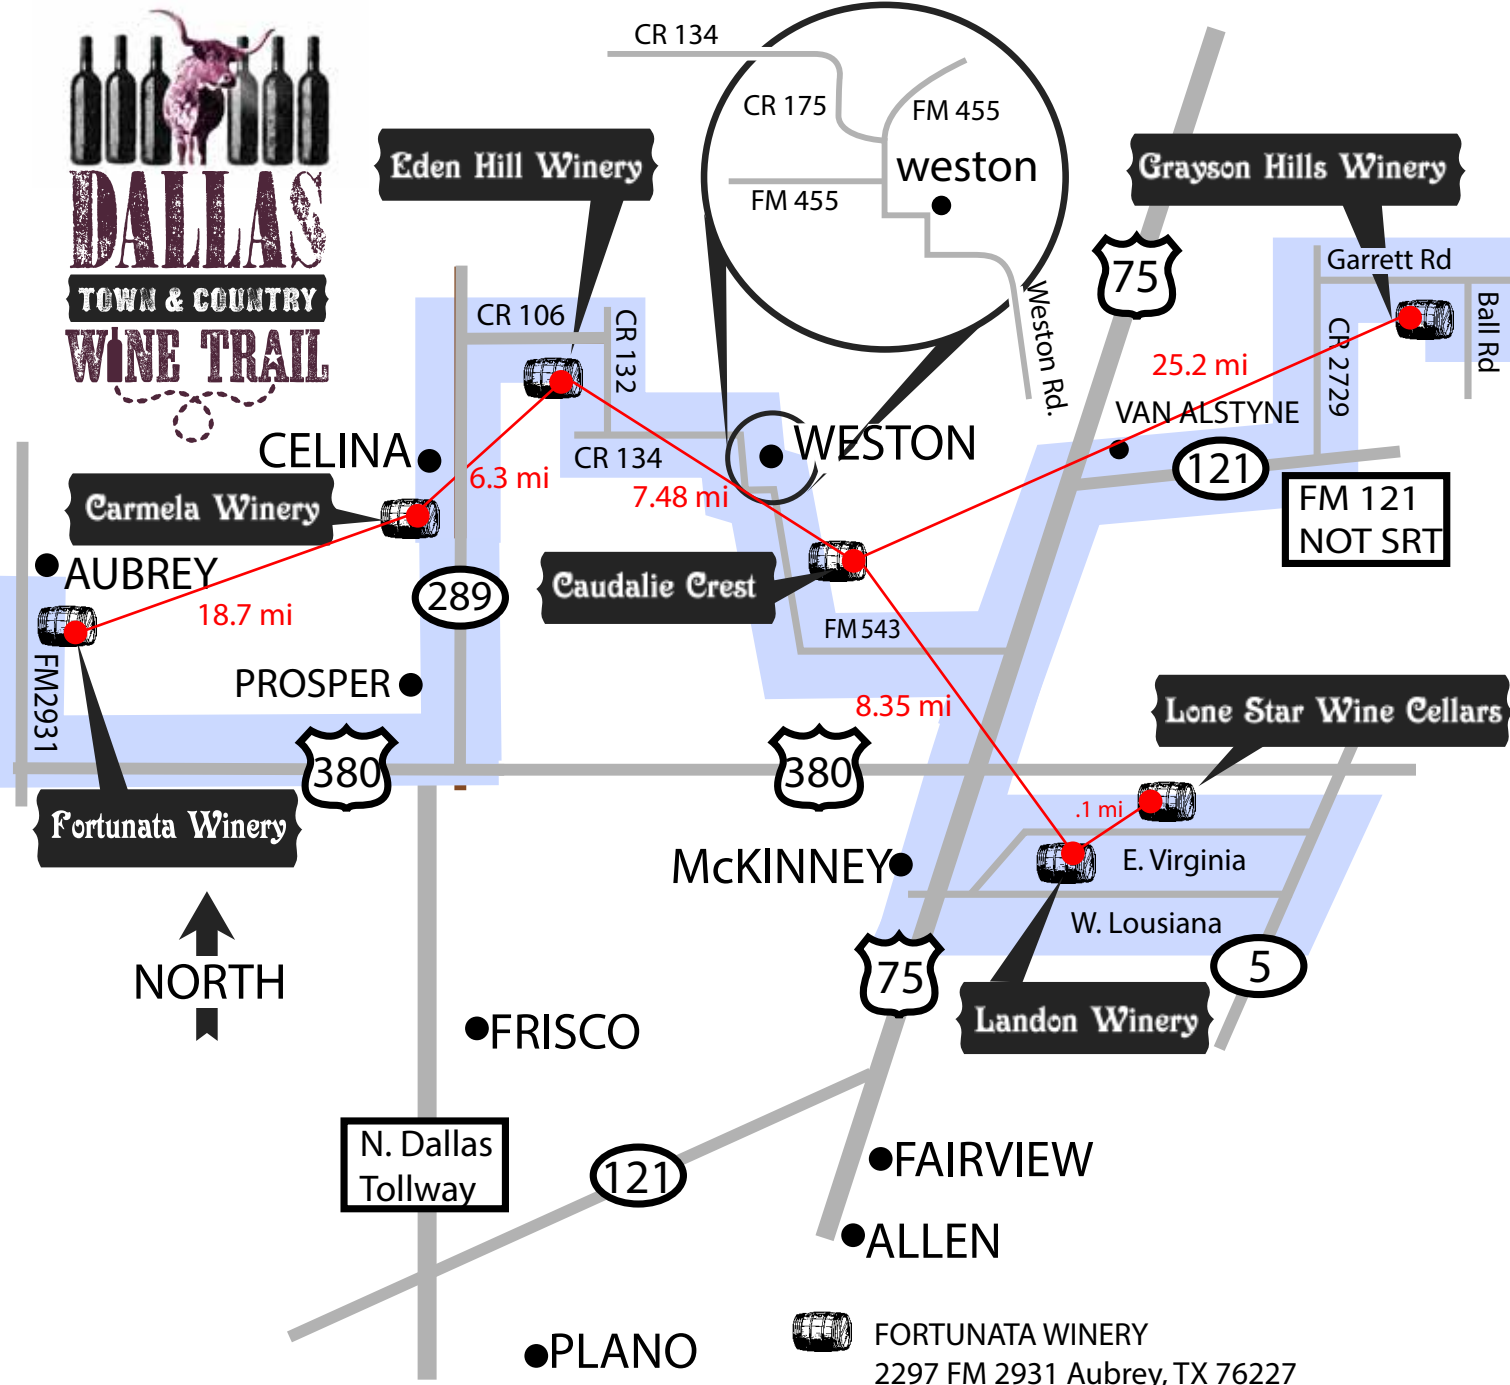 DALLAS
TOWN & COUNTRY
WINE TRAIL
CR 134
CR 175
FM 455
weston
FM 455
Weston Rd.
Eden Hill Winery
Grayson Hills Winery
75
Garrett Rd
Ball Rd
CR 2729
CR 106
CR 132
25.2 mi
VAN ALSTYNE
121
FM 121
NOT SRT
CELINA
6.3 mi
CR 134
7.48 mi
WESTON
Carmela Winery
AUBREY
18.7 mi
289
Caudalie Crest
FM 543
FM2931
PROSPER
8.35 mi
Lone Star Wine Cellars
380
380
Fortunata Winery
.1 mi
McKINNEY
E. Virginia
W. Lousiana
75
5
NORTH
Landon Winery
FRISCO
N. Dallas
Tollway
121
FAIRVIEW
ALLEN
PLANO
FORTUNATA WINERY
2297 FM 2931 Aubrey, TX 76227